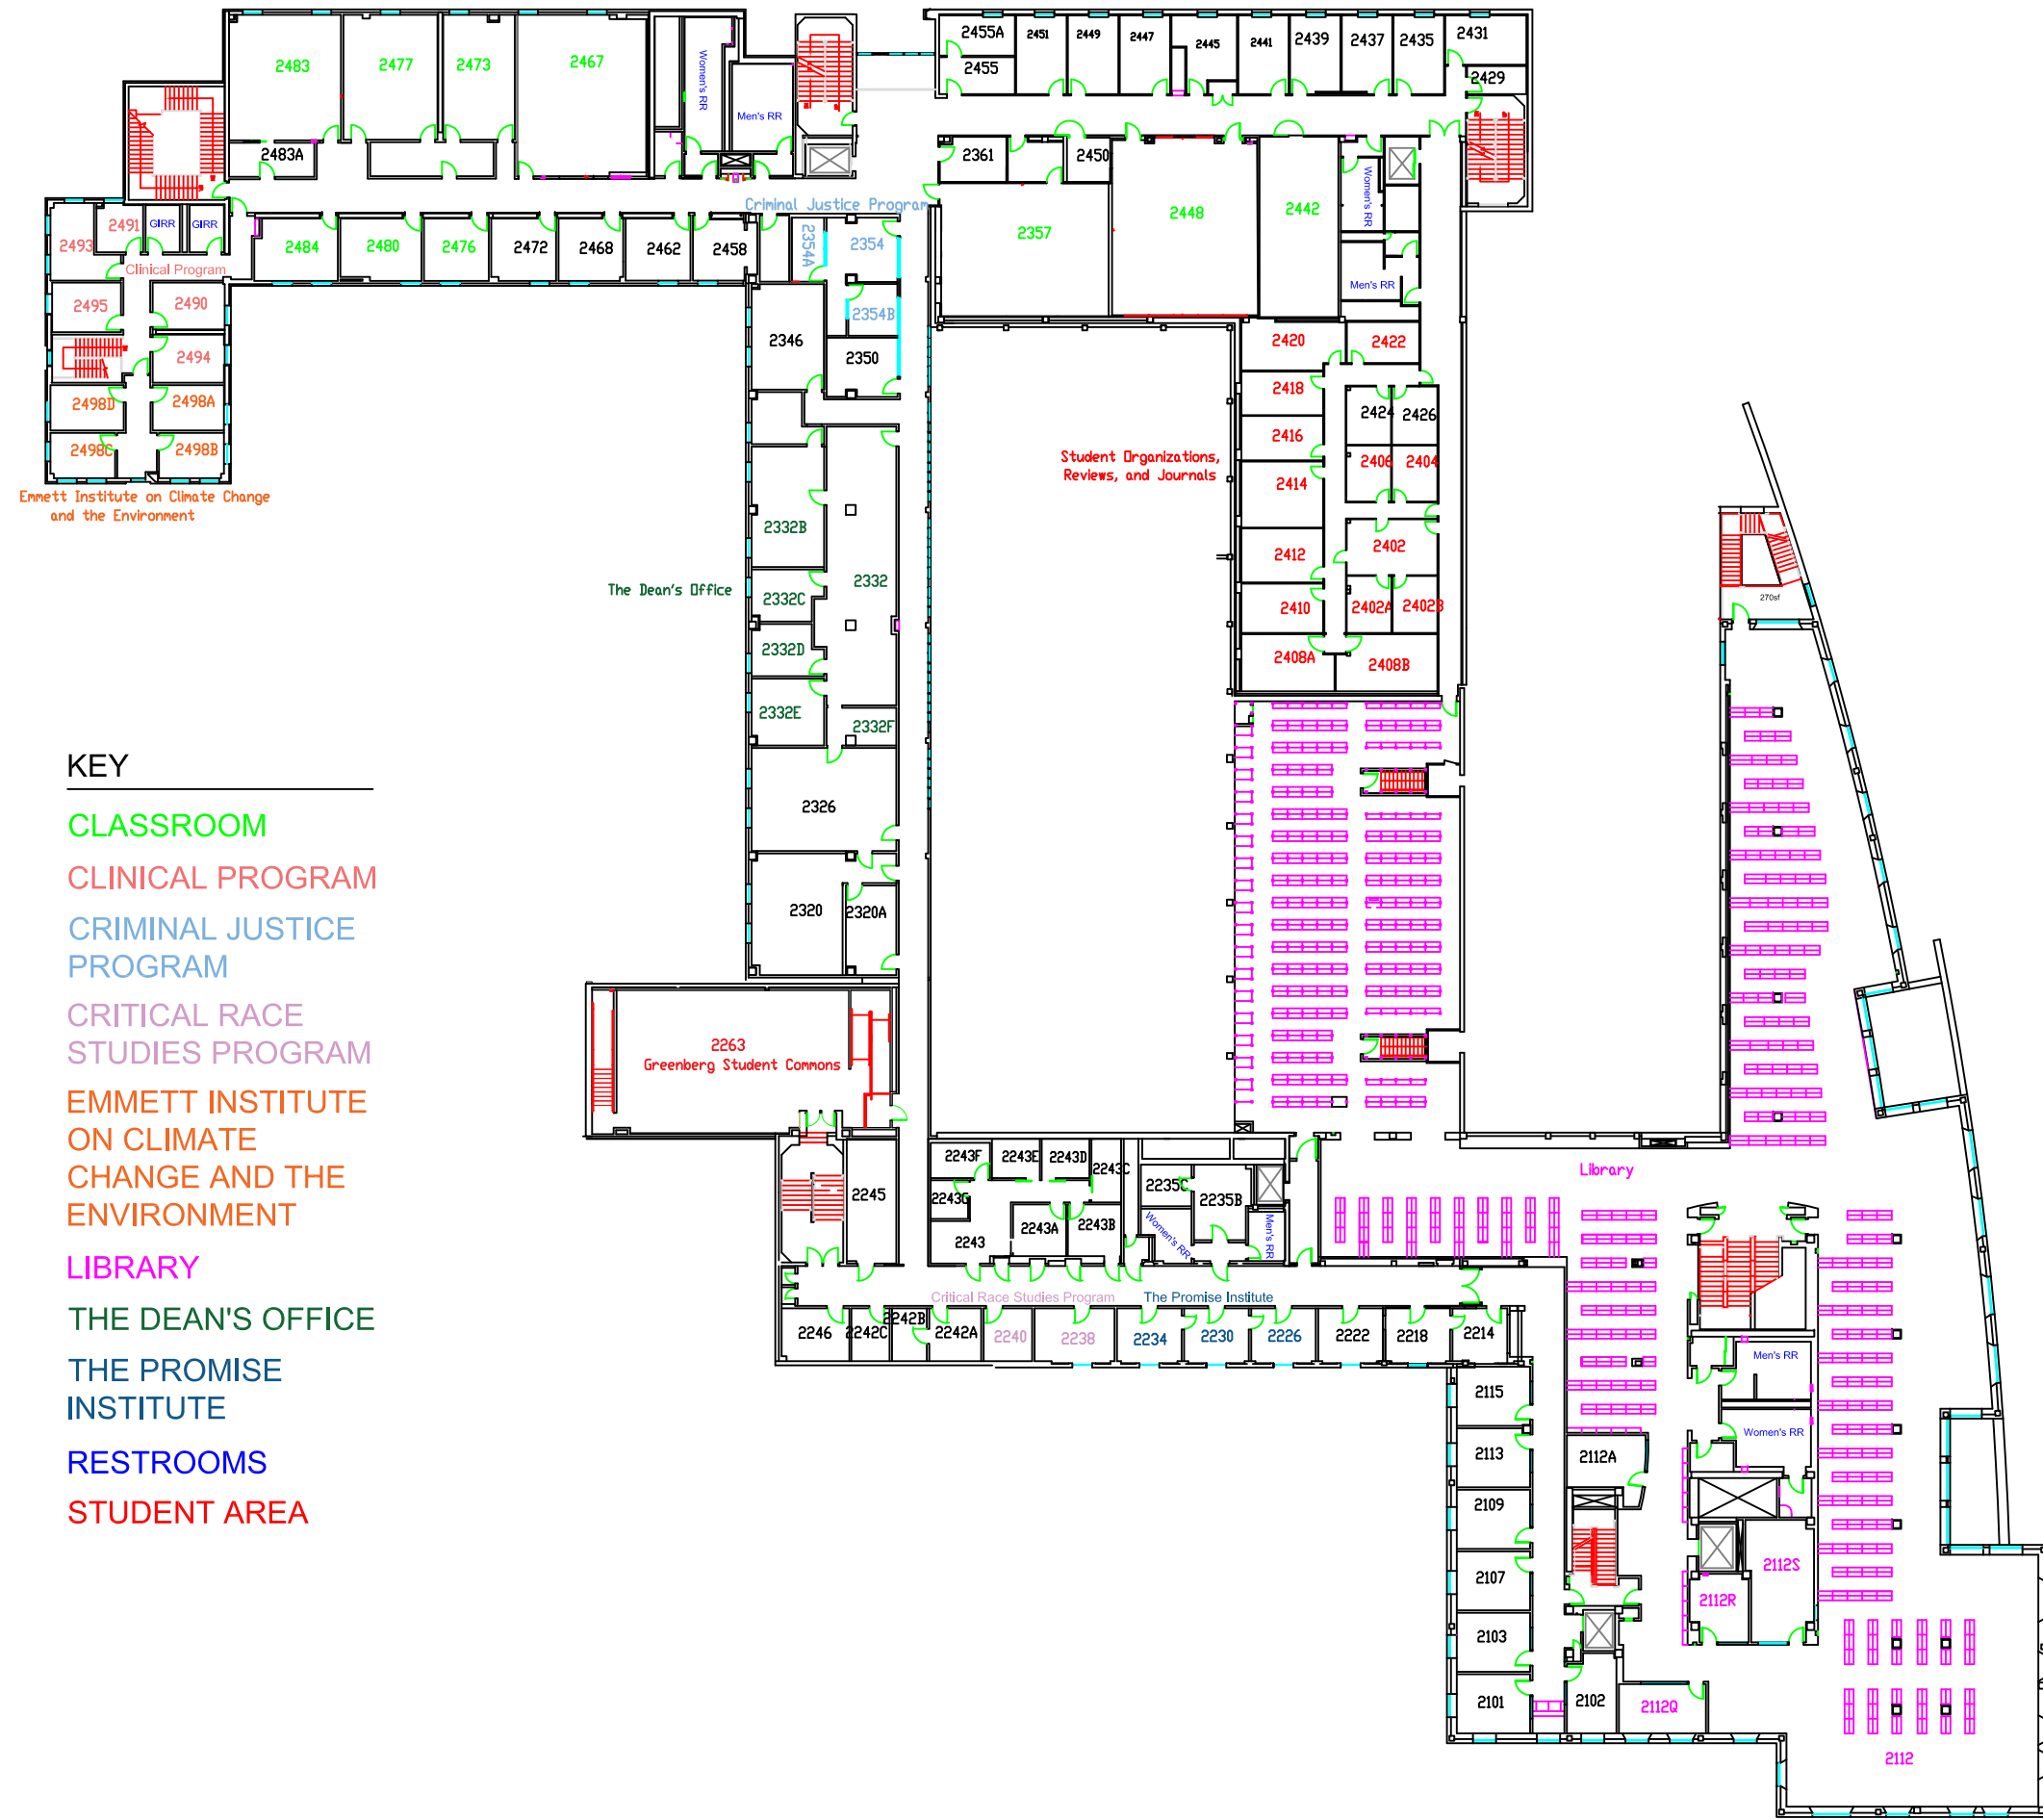 2455A
2451
2449
2447
2445
2441
2439
2437
2435
2431
2455
2429
2483
2477
2473
2467
Women's RR
Men's RR
2483A
2361
2450
Women's RR
2491
GIRR
GIRR
2493
Clinical Program
2484
2480
2476
2472
2468
2462
2458
Criminal Justice Program
2354A
2354
2357
2448
2442
Men's RR
2495
2490
2354B
2494
2346
2350
2420
2422
2498D
2498A
2418
2424
2426
2498C
2498B
2416
2406
2404
Emmett Institute on Climate Change
and the Environment
Student Organizations,
Reviews, and Journals
2414
2332B
2412
2402
The Dean's Office
2332C
2332
2410
2402A
2402B
270sf
2332D
2408A
2408B
2332E
2332F
KEY
CLASSROOM
CLINICAL PROGRAM
CRIMINAL JUSTICE
PROGRAM
CRITICAL RACE
STUDIES PROGRAM
EMMETT INSTITUTE
ON CLIMATE
CHANGE AND THE
ENVIRONMENT
LIBRARY
THE DEAN'S OFFICE
THE PROMISE
INSTITUTE
RESTROOMS
STUDENT AREA
2326
2320
2320A
2263
Greenberg Student Commons
2243F
2243E
2243D
2243C
2235C
2235B
Library
2245
2243G
2243A
2243B
2243
Women's RR
Men's RR
Critical Race Studies Program
The Promise Institute
2246
2242C
2242B
2242A
2240
2238
2234
2230
2226
2222
2218
2214
Men's RR
2115
Women's RR
2113
2112A
2109
2107
2112S
2112R
2103
2101
2102
2112Q
2112